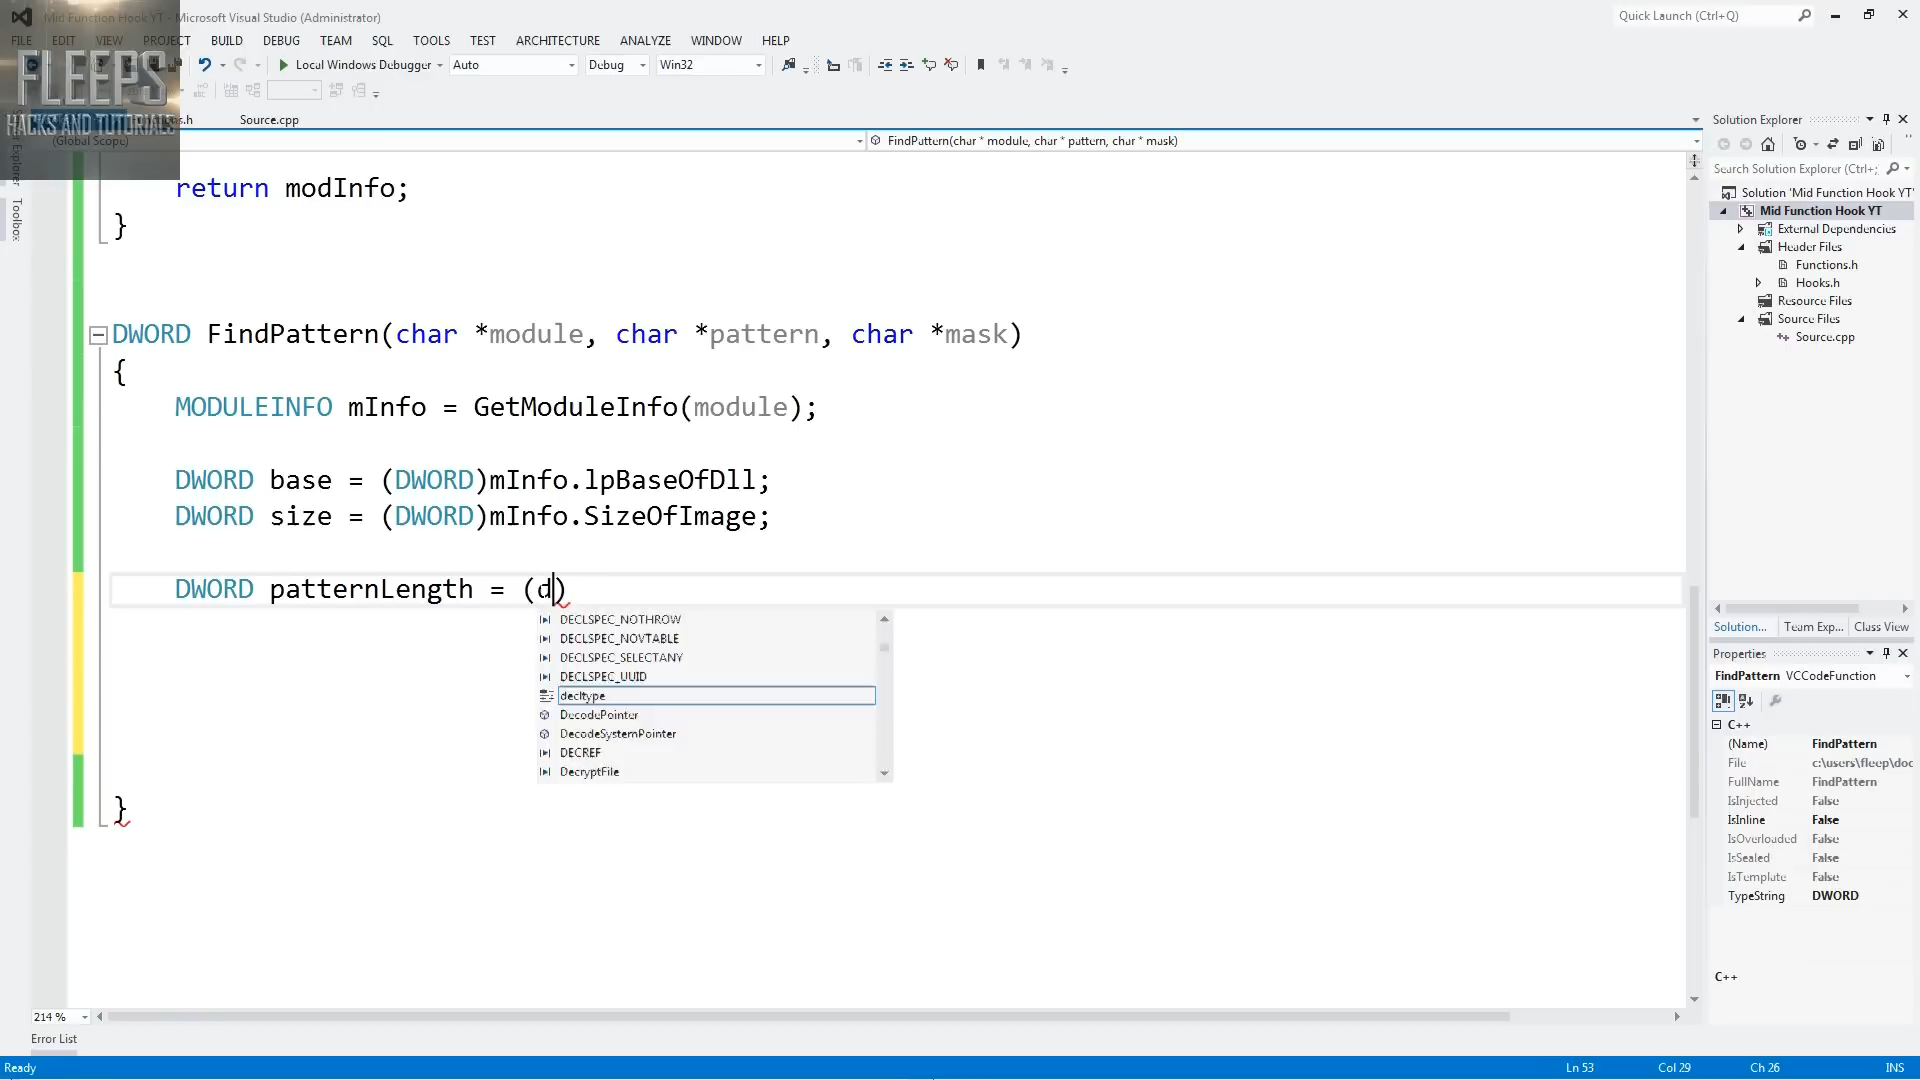 Mid Function Hook YT - Microsoft Visual Studio (Administrator)
Quick Launch (Ctrl+Q)
FILE EDIT VIEW PROJECT BUILD DEBUG TEAM SQL TOOLS TEST ARCHITECTURE ANALYZE WINDOW HELP
FLEEPS
HACKS AND TUTORIALS
Local Windows Debugger Auto Debug Win32
Source.cpp
(Global Scope)
FindPattern(char * module, char * pattern, char * mask)
Toolbox
return modInfo;
}
DWORD FindPattern(char *module, char *pattern, char *mask)
{
MODULEINFO mInfo = GetModuleInfo(module);
DWORD base = (DWORD)mInfo.lpBaseOfDll;
DWORD size = (DWORD)mInfo.SizeOfImage;
DWORD patternLength = (d)
DECLSPEC_NOTHROW
DECLSPEC_NOVTABLE
DECLSPEC_SELECTANY
DECLSPEC_UUID
decltype
DecodePointer
DecodeSystemPointer
DECREF
DecryptFile
}
214 %
Error List
Ready
Ln 53
Col 29
Ch 26
INS
Solution Explorer
Search Solution Explorer (Ctrl+;
Solution 'Mid Function Hook YT'
Mid Function Hook YT
External Dependencies
Header Files
Functions.h
Hooks.h
Resource Files
Source Files
Source.cpp
Solution... Team Exp... Class View
Properties
FindPattern VCCodeFunction
C++
(Name) FindPattern
File c:\users\fleep\doc
FullName FindPattern
IsInjected False
IsInline False
IsOverloaded False
IsSealed False
IsTemplate False
TypeString DWORD
C++